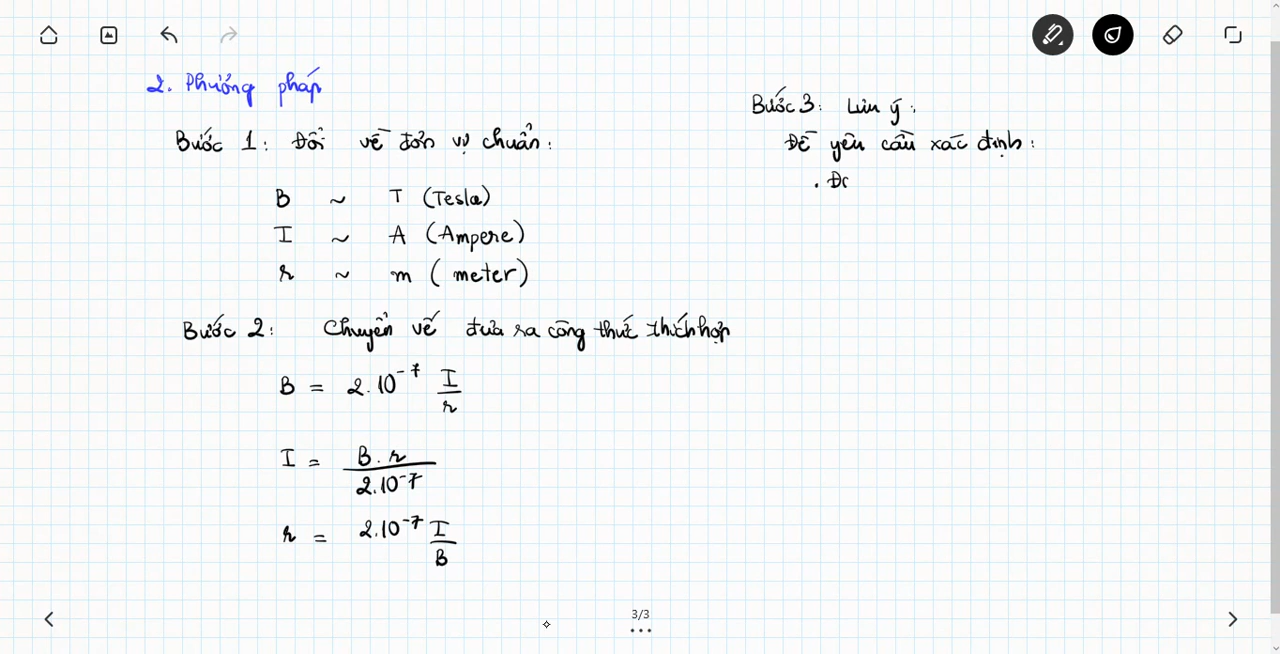 2. Phương pháp
Bước 1: Đổi về đơn vị chuẩn:
B ~ T (Tesla)
I ~ A (Ampere)
r ~ m (meter)
Bước 2: Chuyển vế đưa ra công thức thích hợp
B = 2.10⁻⁷ I/r
I = B.r/2.10⁻⁷
r = 2.10⁻⁷ I/B
Bước 3: Lưu ý:
Đề yêu cầu xác định:
. Đơ
3/3